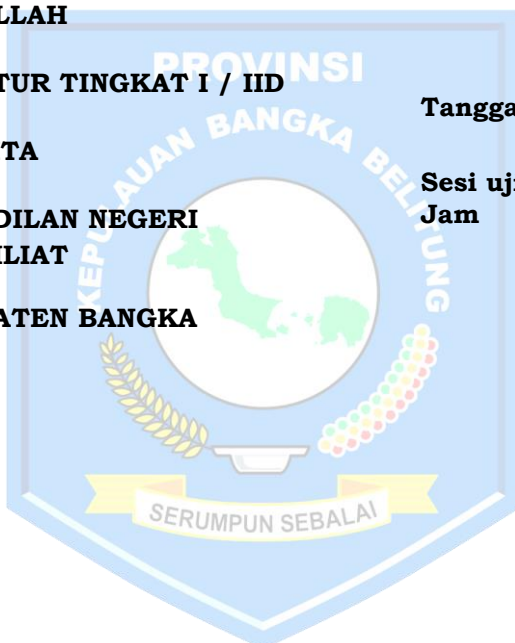 LLAH
TUR TINGKAT I / IID
Tangga
TA
Sesi uj
Jam
DILAN NEGERI
ILIAT
ATEN BANGKA
PROVINSI
KEPULAUAN BANGKA BELITUNG
SERUMPUN SEBALAI